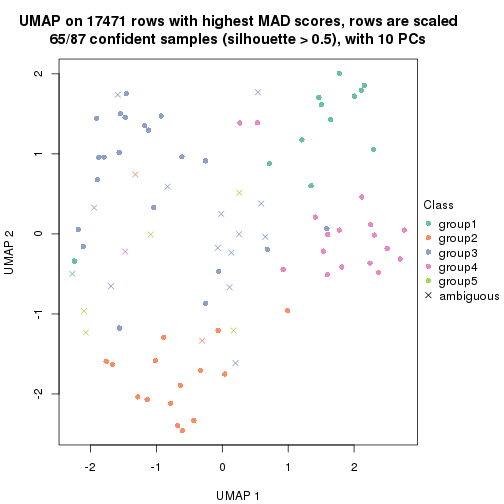 UMAP on 17471 rows with highest MAD scores, rows are scaled
65/87 confident samples (silhouette > 0.5), with 10 PCs
2
1
0
-1
-2
UMAP 2
-2
-1
0
1
2
UMAP 1
Class
group1
group2
group3
group4
group5
ambiguous